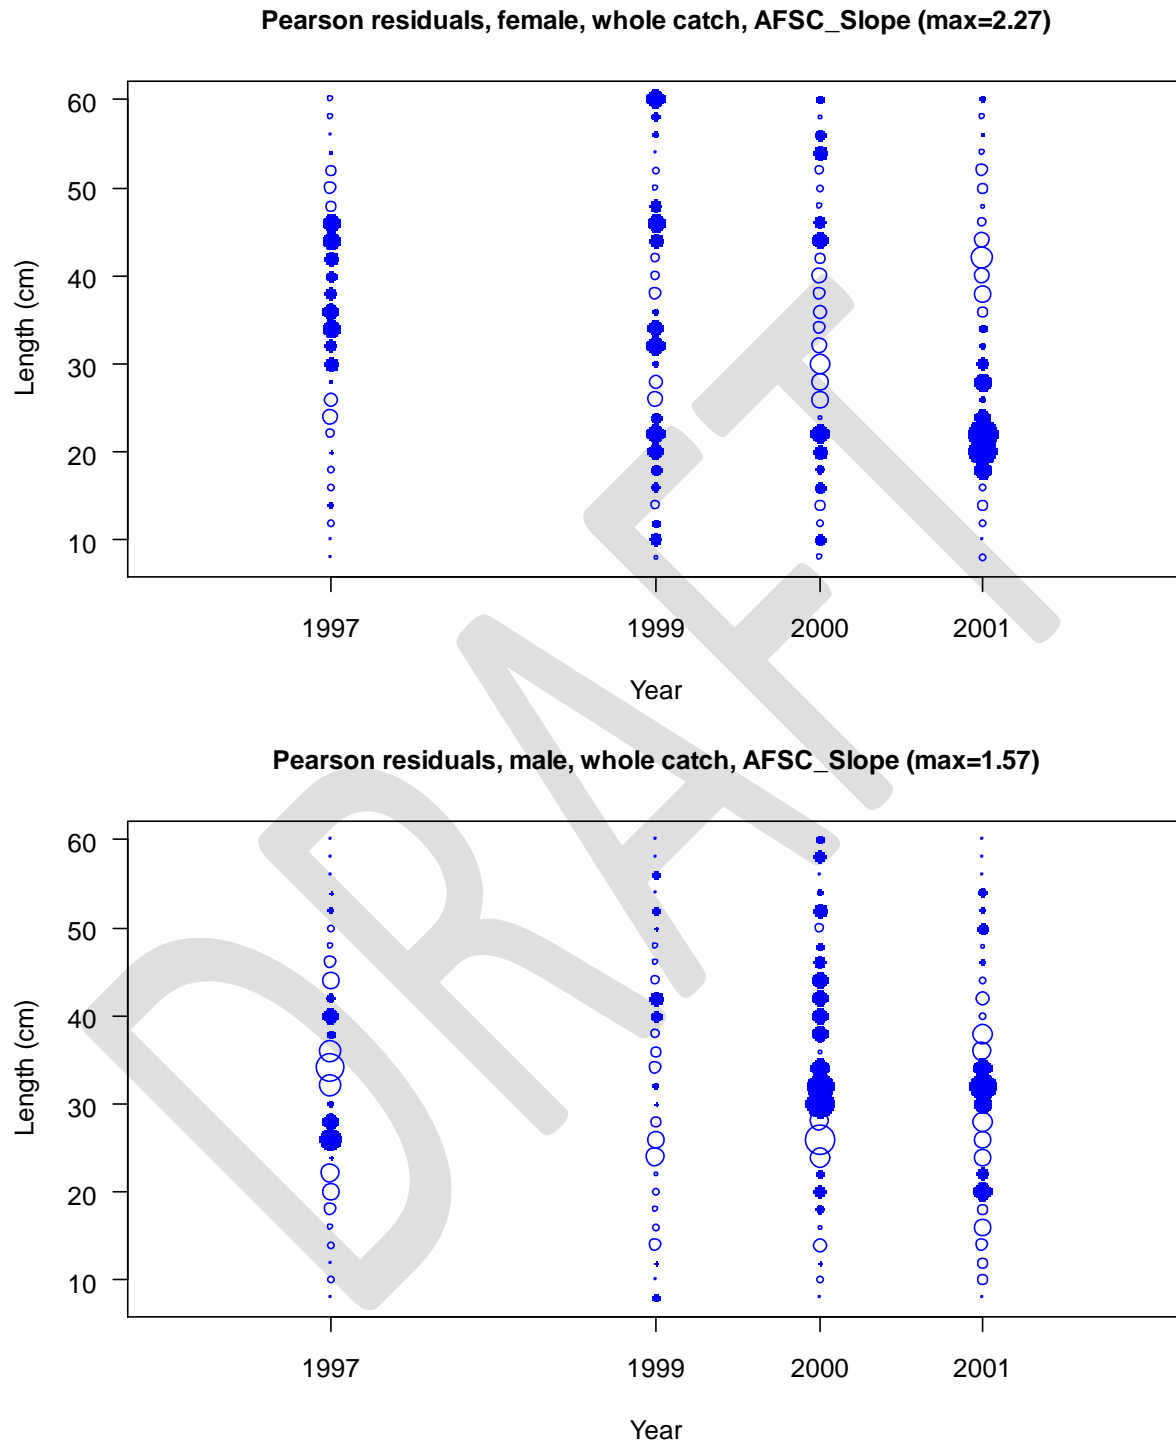 Pearson residuals, female, whole catch, AFSC_Slope (max=2.27)
60
50
40
30
20
10
Length (cm)
1997 1999 2000 2001
Year
Pearson residuals, male, whole catch, AFSC_Slope (max=1.57)
60
50
40
30
20
10
Length (cm)
1997 1999 2000 2001
Year
DRAFT